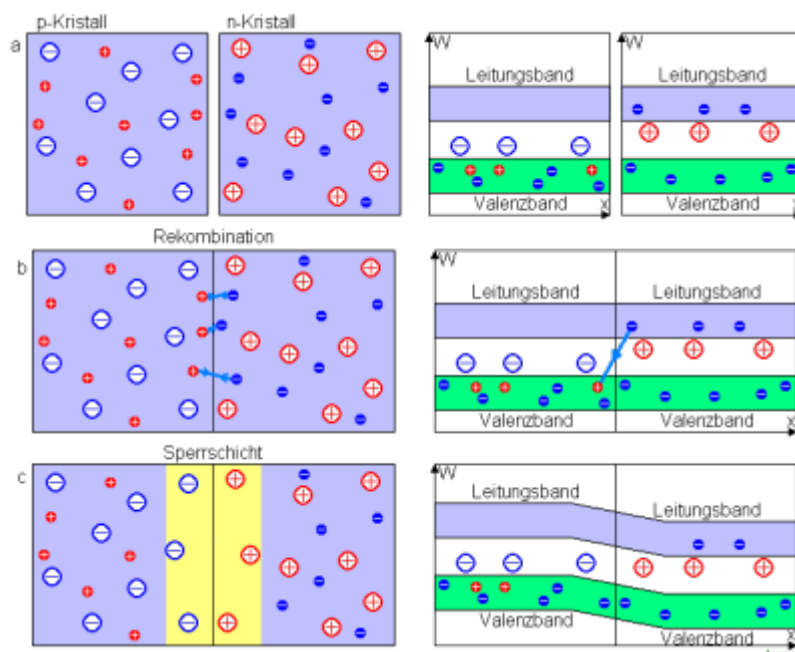 p-Kristall n-Kristall
a
W W
Leitungsband Leitungsband
Valenzband Valenzband
x
Rekombination
b
W
Leitungsband Leitungsband
Valenzband Valenzband
x
Sperrschicht
c
W
Leitungsband Leitungsband
Valenzband Valenzband
x